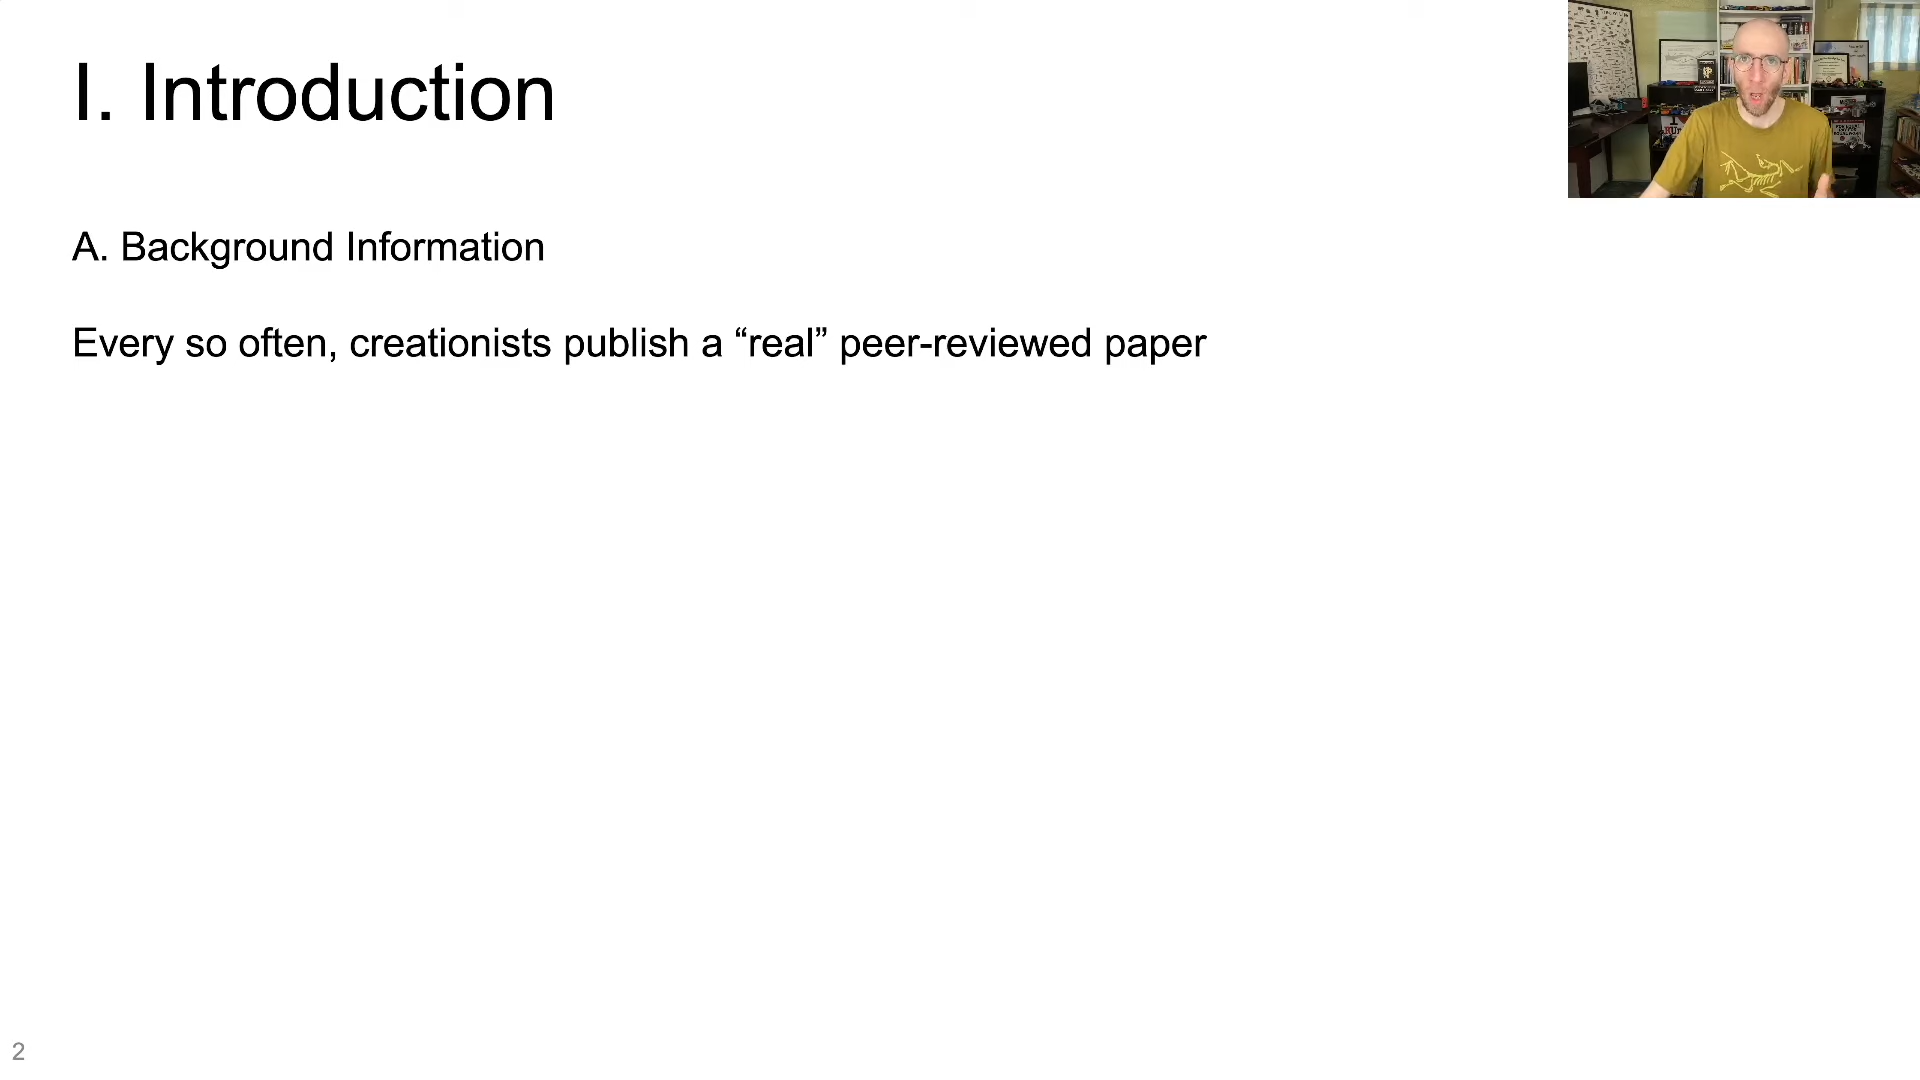 I. Introduction
A. Background Information
Every so often, creationists publish a “real” peer-reviewed paper
2